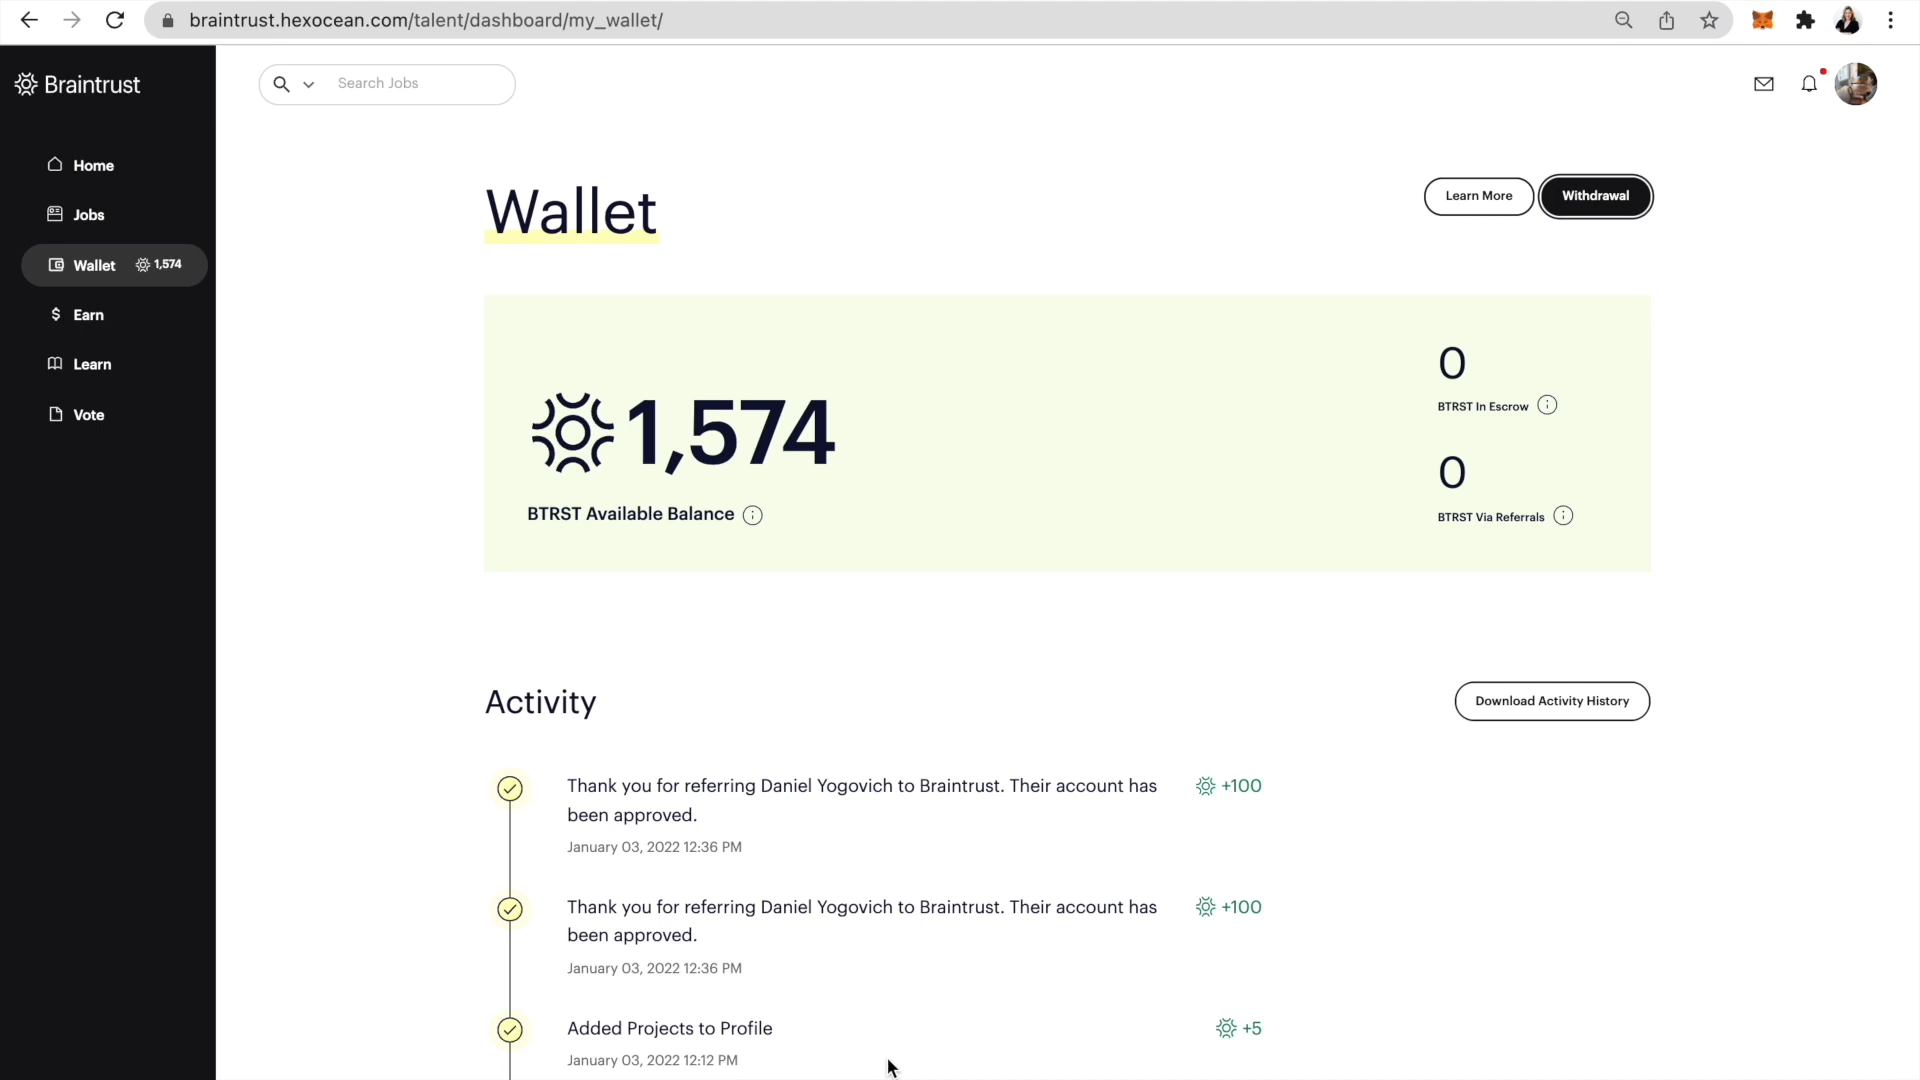 braintrust.hexocean.com/talent/dashboard/my_wallet/
Braintrust
Search Jobs
Home
Jobs
Wallet 1,574
Earn
Learn
Vote
Wallet
Learn More
Withdrawal
1,574
BTRST Available Balance
0
BTRST In Escrow
0
BTRST Via Referrals
Activity
Download Activity History
Thank you for referring Daniel Yogovich to Braintrust. Their account has +100
been approved.
January 03, 2022 12:36 PM
Thank you for referring Daniel Yogovich to Braintrust. Their account has +100
been approved.
January 03, 2022 12:36 PM
Added Projects to Profile +5
January 03, 2022 12:12 PM